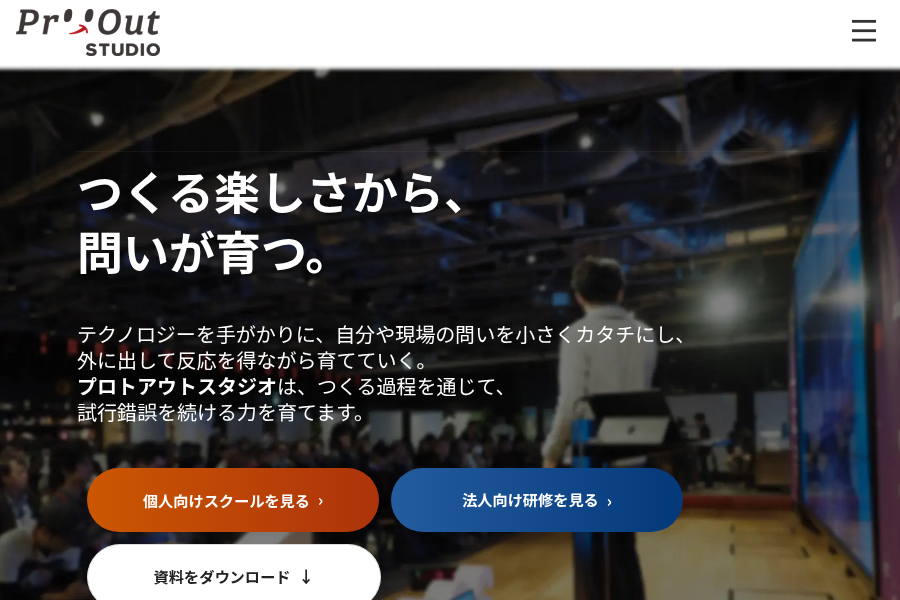 Pr Out
STUDIO
つくる楽しさから、
問いが育つ。
テクノロジーを手がかりに、自分や現場の問いを小さくカタチにし、
外に出して反応を得ながら育てていく。
プロトアウトスタジオは、つくる過程を通じて、
試行錯誤を続ける力を育てます。
個人向けスクールを見る ›
法人向け研修を見る ›
資料をダウンロード ↓